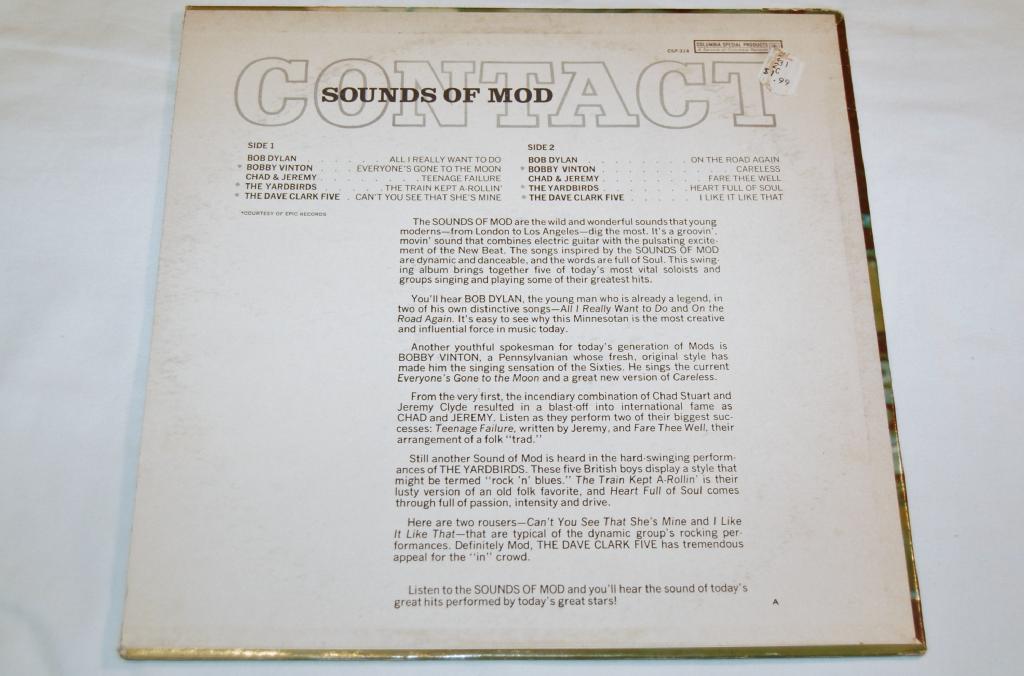 CSP-318 COLUMBIA SPECIAL PRODUCTS
CONTACT
SOUNDS OF MOD
SIDE 1
BOB DYLAN . . . . . . . ALL I REALLY WANT TO DO
* BOBBY VINTON . . . . EVERYONE'S GONE TO THE MOON
CHAD & JEREMY . . . . . . . . TEENAGE FAILURE
* THE YARDBIRDS . . . . . THE TRAIN KEPT A-ROLLIN'
* THE DAVE CLARK FIVE . CAN'T YOU SEE THAT SHE'S MINE
*COURTESY OF EPIC RECORDS
SIDE 2
BOB DYLAN . . . . . . . . . ON THE ROAD AGAIN
* BOBBY VINTON . . . . . . . . . CARELESS
CHAD & JEREMY . . . . . . . . FARE THEE WELL
* THE YARDBIRDS . . . . . . . HEART FULL OF SOUL
* THE DAVE CLARK FIVE . . . . . I LIKE IT LIKE THAT
The SOUNDS OF MOD are the wild and wonderful sounds that young
moderns—from London to Los Angeles—dig the most. It's a groovin',
movin' sound that combines electric guitar with the pulsating excite-
ment of the New Beat. The songs inspired by the SOUNDS OF MOD
are dynamic and danceable, and the words are full of Soul. This swing-
ing album brings together five of today's most vital soloists and
groups singing and playing some of their greatest hits.
You'll hear BOB DYLAN, the young man who is already a legend, in
two of his own distinctive songs—All I Really Want to Do and On the
Road Again. It's easy to see why this Minnesotan is the most creative
and influential force in music today.
Another youthful spokesman for today's generation of Mods is
BOBBY VINTON, a Pennsylvanian whose fresh, original style has
made him the singing sensation of the Sixties. He sings the current
Everyone's Gone to the Moon and a great new version of Careless.
From the very first, the incendiary combination of Chad Stuart and
Jeremy Clyde resulted in a blast-off into international fame as
CHAD and JEREMY. Listen as they perform two of their biggest suc-
cesses: Teenage Failure, written by Jeremy, and Fare Thee Well, their
arrangement of a folk "trad."
Still another Sound of Mod is heard in the hard-swinging perform-
ances of THE YARDBIRDS. These five British boys display a style that
might be termed "rock 'n' blues." The Train Kept A-Rollin' is their
lusty version of an old folk favorite, and Heart Full of Soul comes
through full of passion, intensity and drive.
Here are two rousers—Can't You See That She's Mine and I Like
It Like That—that are typical of the dynamic group's rocking per-
formances. Definitely Mod, THE DAVE CLARK FIVE has tremendous
appeal for the "in" crowd.
Listen to the SOUNDS OF MOD and you'll hear the sound of today's
great hits performed by today's great stars!
A